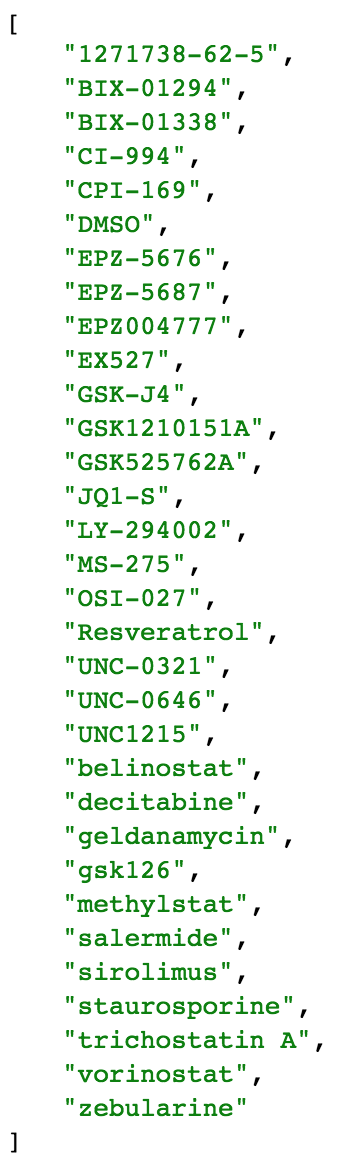 [
"1271738-62-5",
"BIX-01294",
"BIX-01338",
"CI-994",
"CPI-169",
"DMSO",
"EPZ-5676",
"EPZ-5687",
"EPZ004777",
"EX527",
"GSK-J4",
"GSK1210151A",
"GSK525762A",
"JQ1-S",
"LY-294002",
"MS-275",
"OSI-027",
"Resveratrol",
"UNC-0321",
"UNC-0646",
"UNC1215",
"belinostat",
"decitabine",
"geldanamycin",
"gsk126",
"methylstat",
"salermide",
"sirolimus",
"staurosporine",
"trichostatin A",
"vorinostat",
"zebularine"
]